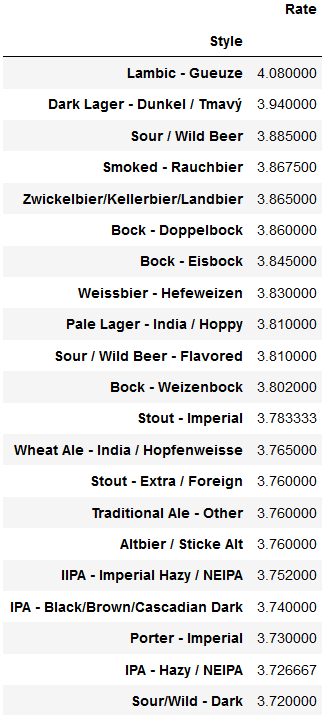 Rate
Style
Lambic - Gueuze 4.080000
Dark Lager - Dunkel / Tmavý 3.940000
Sour / Wild Beer 3.885000
Smoked - Rauchbier 3.867500
Zwickelbier/Kellerbier/Landbier 3.865000
Bock - Doppelbock 3.860000
Bock - Eisbock 3.845000
Weissbier - Hefeweizen 3.830000
Pale Lager - India / Hoppy 3.810000
Sour / Wild Beer - Flavored 3.810000
Bock - Weizenbock 3.802000
Stout - Imperial 3.783333
Wheat Ale - India / Hopfenweisse 3.765000
Stout - Extra / Foreign 3.760000
Traditional Ale - Other 3.760000
Altbier / Sticke Alt 3.760000
IIPA - Imperial Hazy / NEIPA 3.752000
IPA - Black/Brown/Cascadian Dark 3.740000
Porter - Imperial 3.730000
IPA - Hazy / NEIPA 3.726667
Sour/Wild - Dark 3.720000